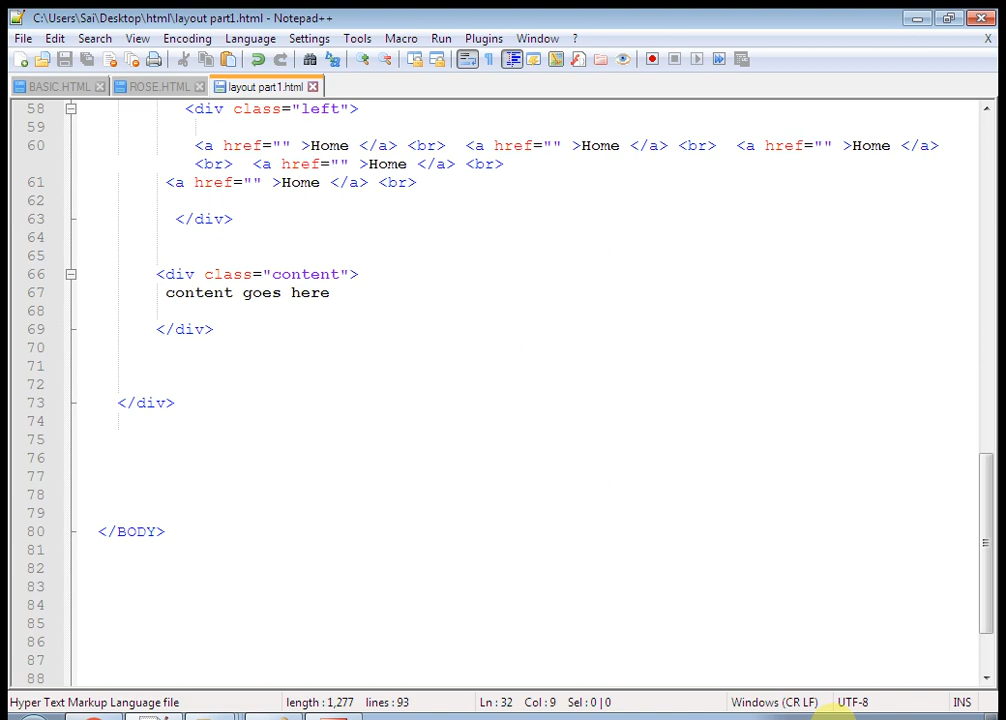 C:\Users\Sai\Desktop\html\layout part1.html - Notepad++
File Edit Search View Encoding Language Settings Tools Macro Run Plugins Window ? X
BASIC.HTML ROSE.HTML layout part1.html
58 <div class="left">
59
60 <a href="" >Home </a> <br> <a href="" >Home </a> <br> <a href="" >Home </a>
<br> <a href="" >Home </a> <br>
61 <a href="" >Home </a> <br>
62
63 </div>
64
65
66 <div class="content">
67 content goes here
68
69 </div>
70
71
72
73 </div>
74
75
76
77
78
79
80 </BODY>
81
82
83
84
85
86
87
88
Hyper Text Markup Language file length : 1,277 lines : 93 Ln : 32 Col : 9 Sel : 0 | 0 Windows (CR LF) UTF-8 INS